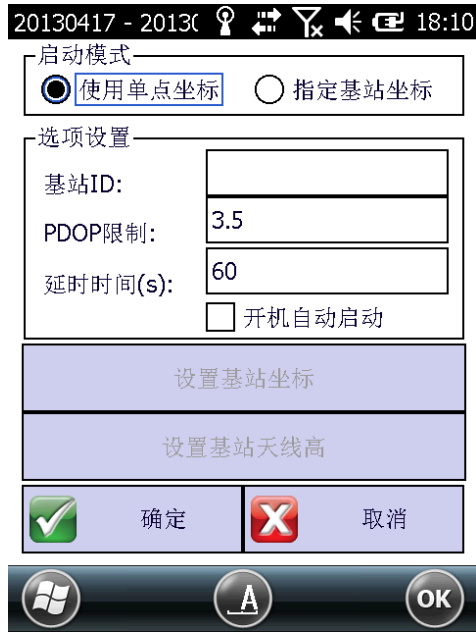 20130417 - 2013( 18:10
启动模式
使用单点坐标 指定基站坐标
选项设置
基站ID:
PDOP限制: 3.5
延时时间(s): 60
开机自动启动
设置基站坐标
设置基站天线高
确定 取消
A OK